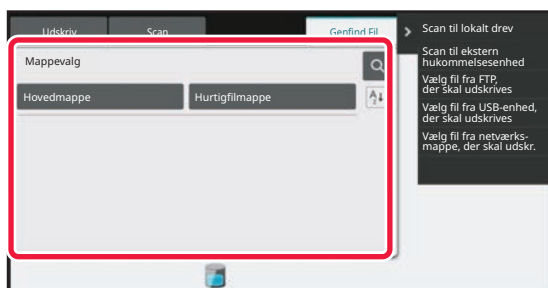 Udskriv
Scan
Genfind Fil
Mappevalg
Hovedmappe
Hurtigfilmappe
Scan til lokalt drev
Scan til ekstern
hukommelsesenhed
Vælg fil fra FTP,
der skal udskrives
Vælg fil fra USB-enhed,
der skal udskrives
Vælg fil fra netværks-
mappe, der skal udskr.